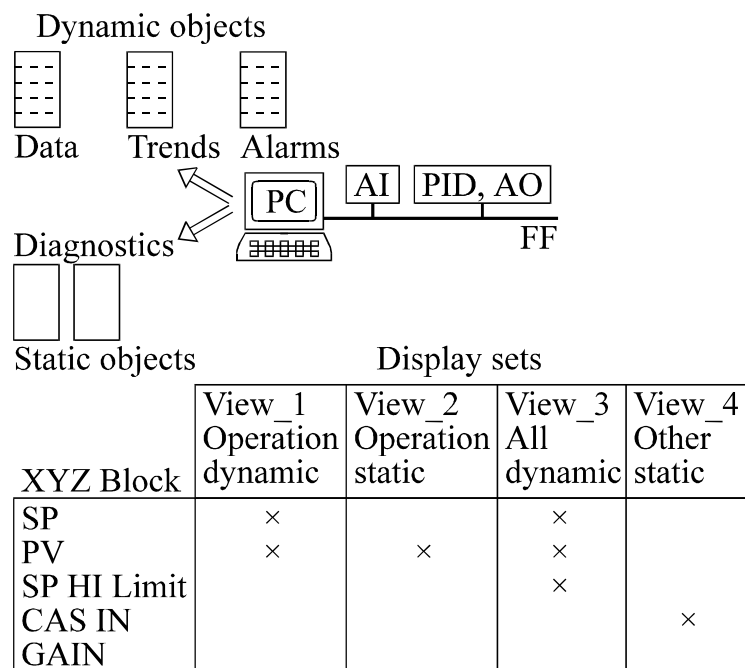 Dynamic objects
Data Trends Alarms
PC AI PID, AO
FF
Diagnostics
Static objects
Display sets
XYZ Block View_1 Operation dynamic View_2 Operation static View_3 All dynamic View_4 Other static
SP × ×
PV × × ×
SP HI Limit ×
CAS IN ×
GAIN